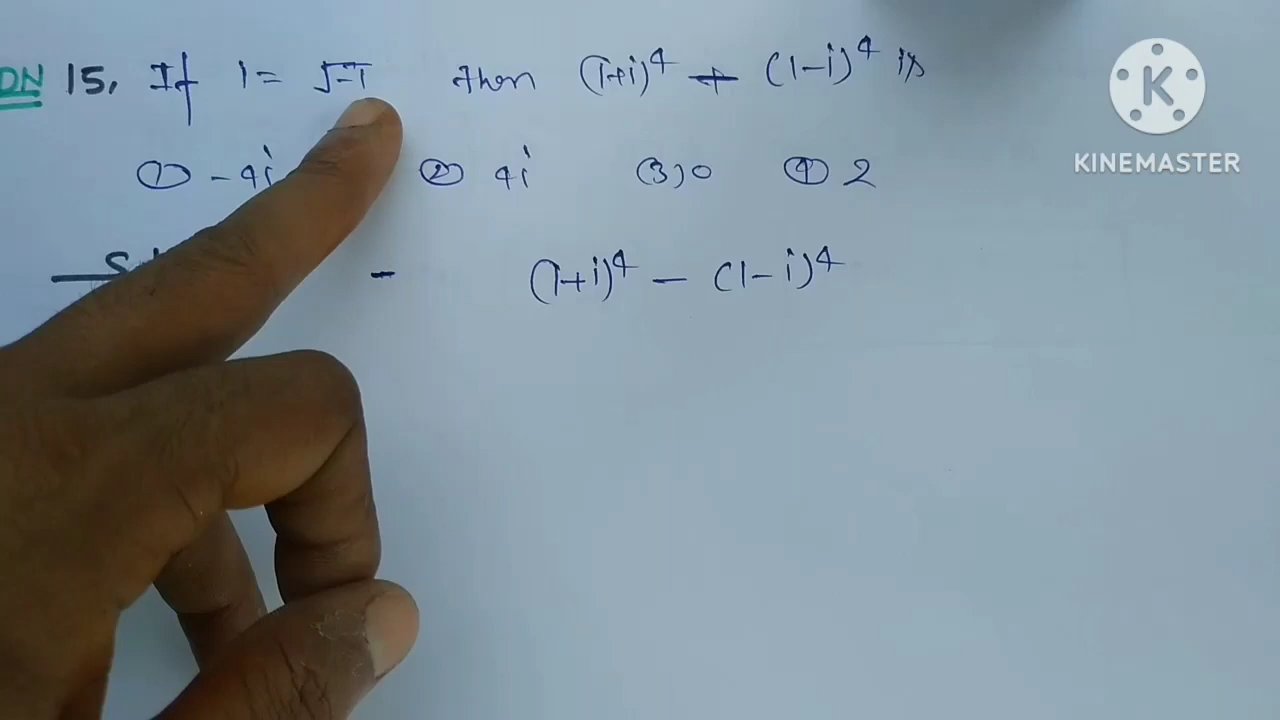 DN 15. If i = √-1 then (1+i)⁴ + (1-i)⁴ is
① -4i ② 4i (3) 0 ④ 2
- (1+i)⁴ - (1-i)⁴
KINEMASTER